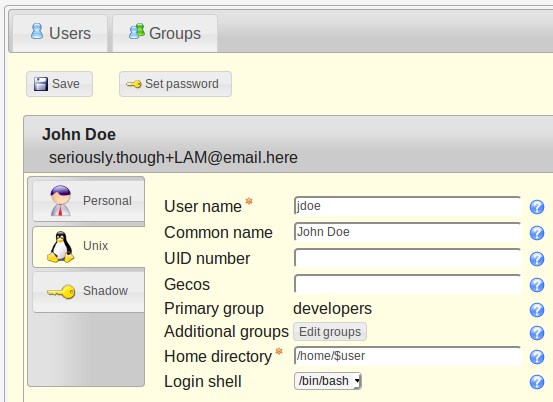 Users Groups
Save Set password
John Doe
seriously.though+LAM@email.here
Personal
Unix
Shadow
User name * jdoe ?
Common name John Doe ?
UID number ?
Gecos ?
Primary group developers ?
Additional groups Edit groups ?
Home directory * /home/$user ?
Login shell /bin/bash ?